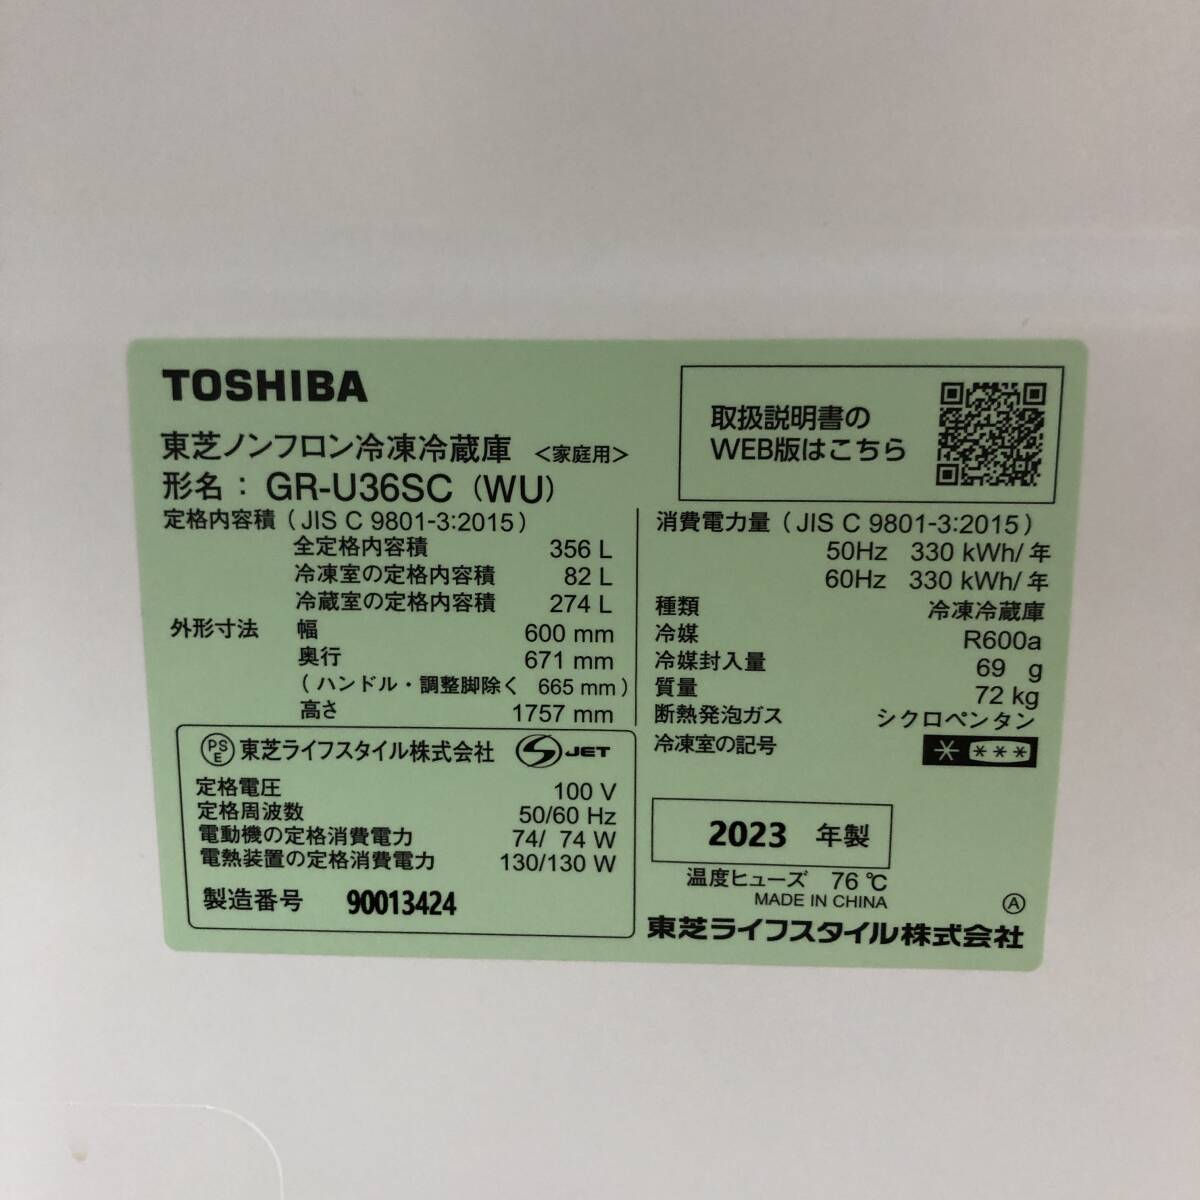 TOSHIBA
東芝ノンフロン冷凍冷蔵庫 <家庭用>
形名： GR-U36SC (WU)
取扱説明書の
WEB版はこちら
定格内容積 ( JIS C 9801-3:2015 )
全定格内容積 356 L
冷凍室の定格内容積 82 L
冷蔵室の定格内容積 274 L
外形寸法 幅 600 mm
奥行 671 mm
( ハンドル・調整脚除く 665 mm )
高さ 1757 mm
消費電力量 ( JIS C 9801-3:2015 )
50Hz 330 kWh/年
60Hz 330 kWh/年
種類 冷凍冷蔵庫
冷媒 R600a
冷媒封入量 69 g
質量 72 kg
断熱発泡ガス シクロペンタン
冷凍室の記号 * ***
PSE 東芝ライフスタイル株式会社 S JET
定格電圧 100 V
定格周波数 50/60 Hz
電動機の定格消費電力 74/ 74 W
電熱装置の定格消費電力 130/130 W
製造番号 90013424
2023 年製
温度ヒューズ 76 ℃
MADE IN CHINA
Ⓐ
東芝ライフスタイル株式会社